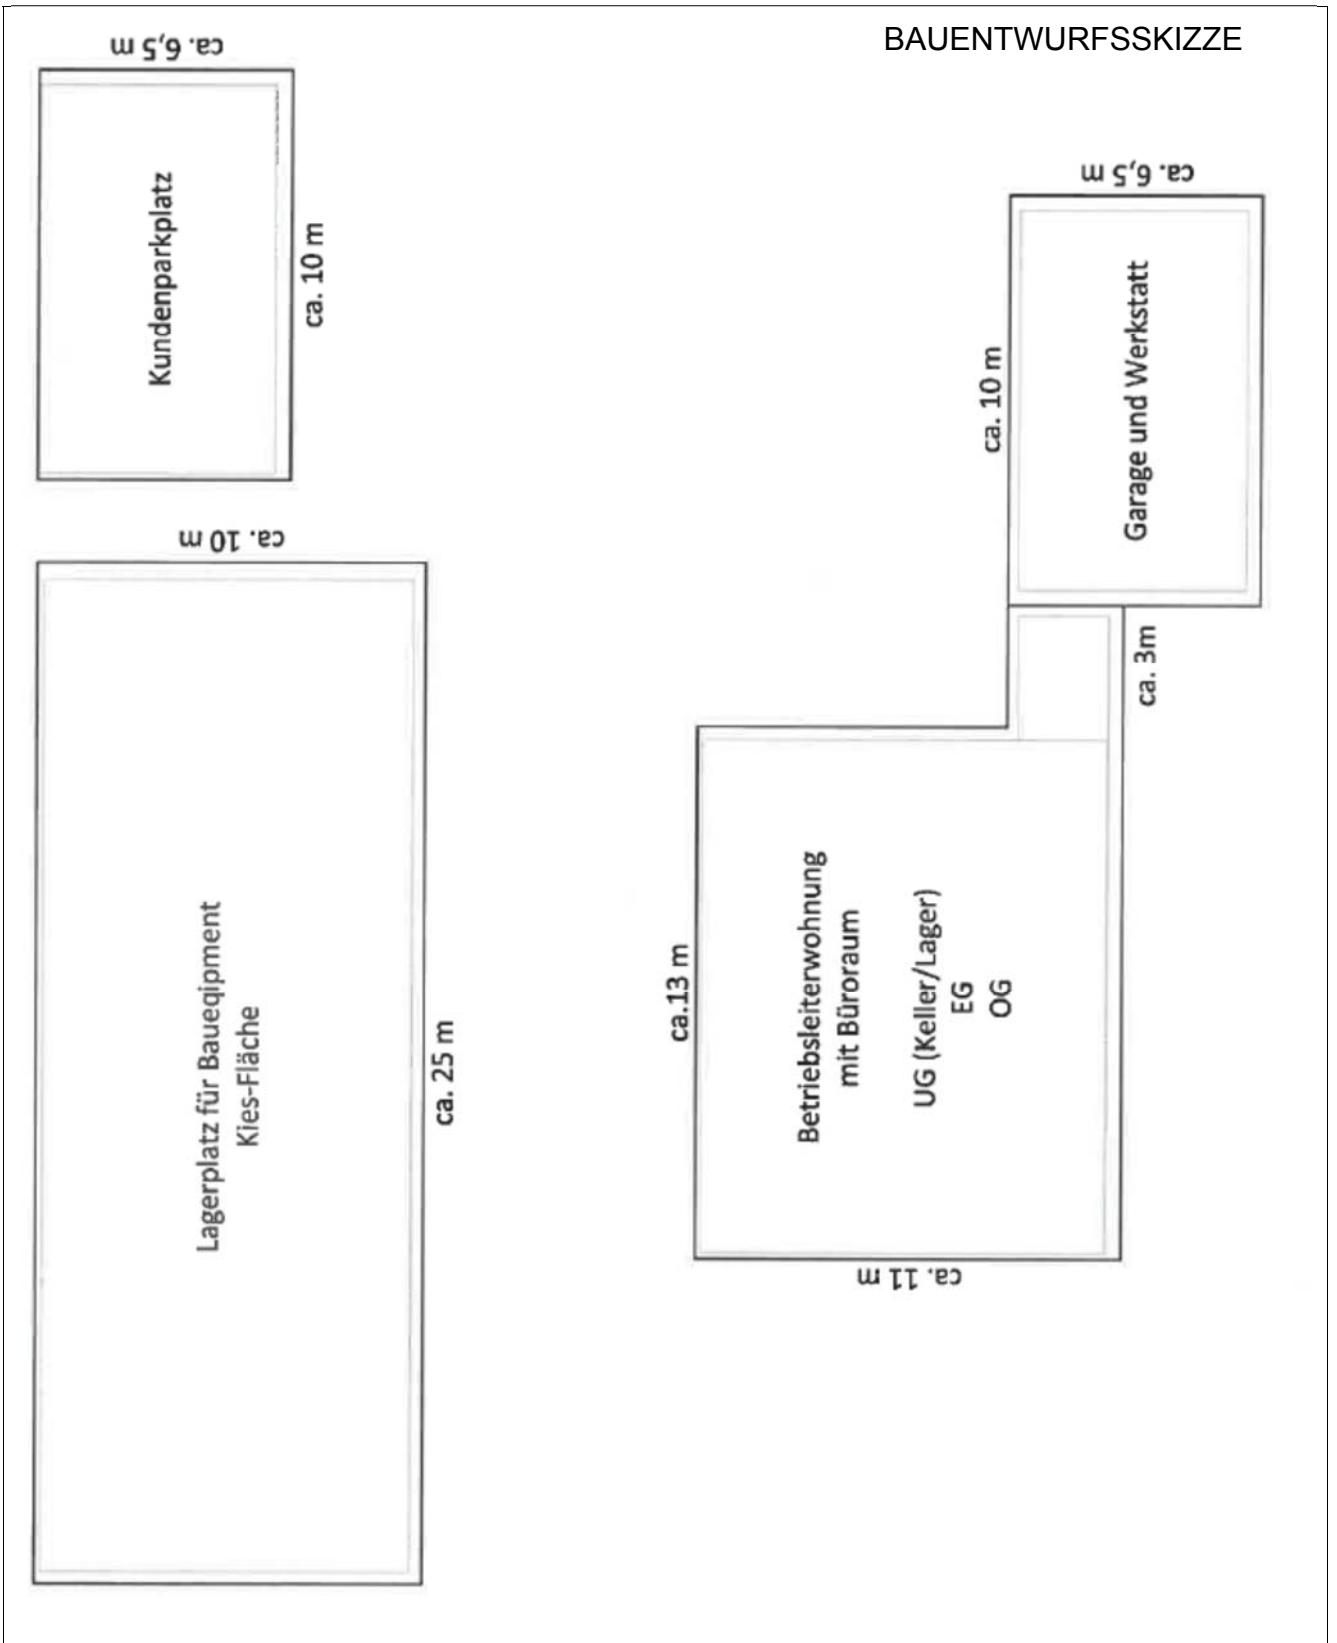 BAUENTWURFSSKIZZE
ca. 6,5 m
Kundenparkplatz
ca. 10 m
ca. 10 m
Lagerplatz für Baueqipment
Kies-Fläche
ca. 25 m
ca. 6,5 m
ca. 10 m
Garage und Werkstatt
ca. 3m
ca.13 m
Betriebsleiterwohnung
mit Büroraum
UG (Keller/Lager)
EG
OG
ca. 11 m